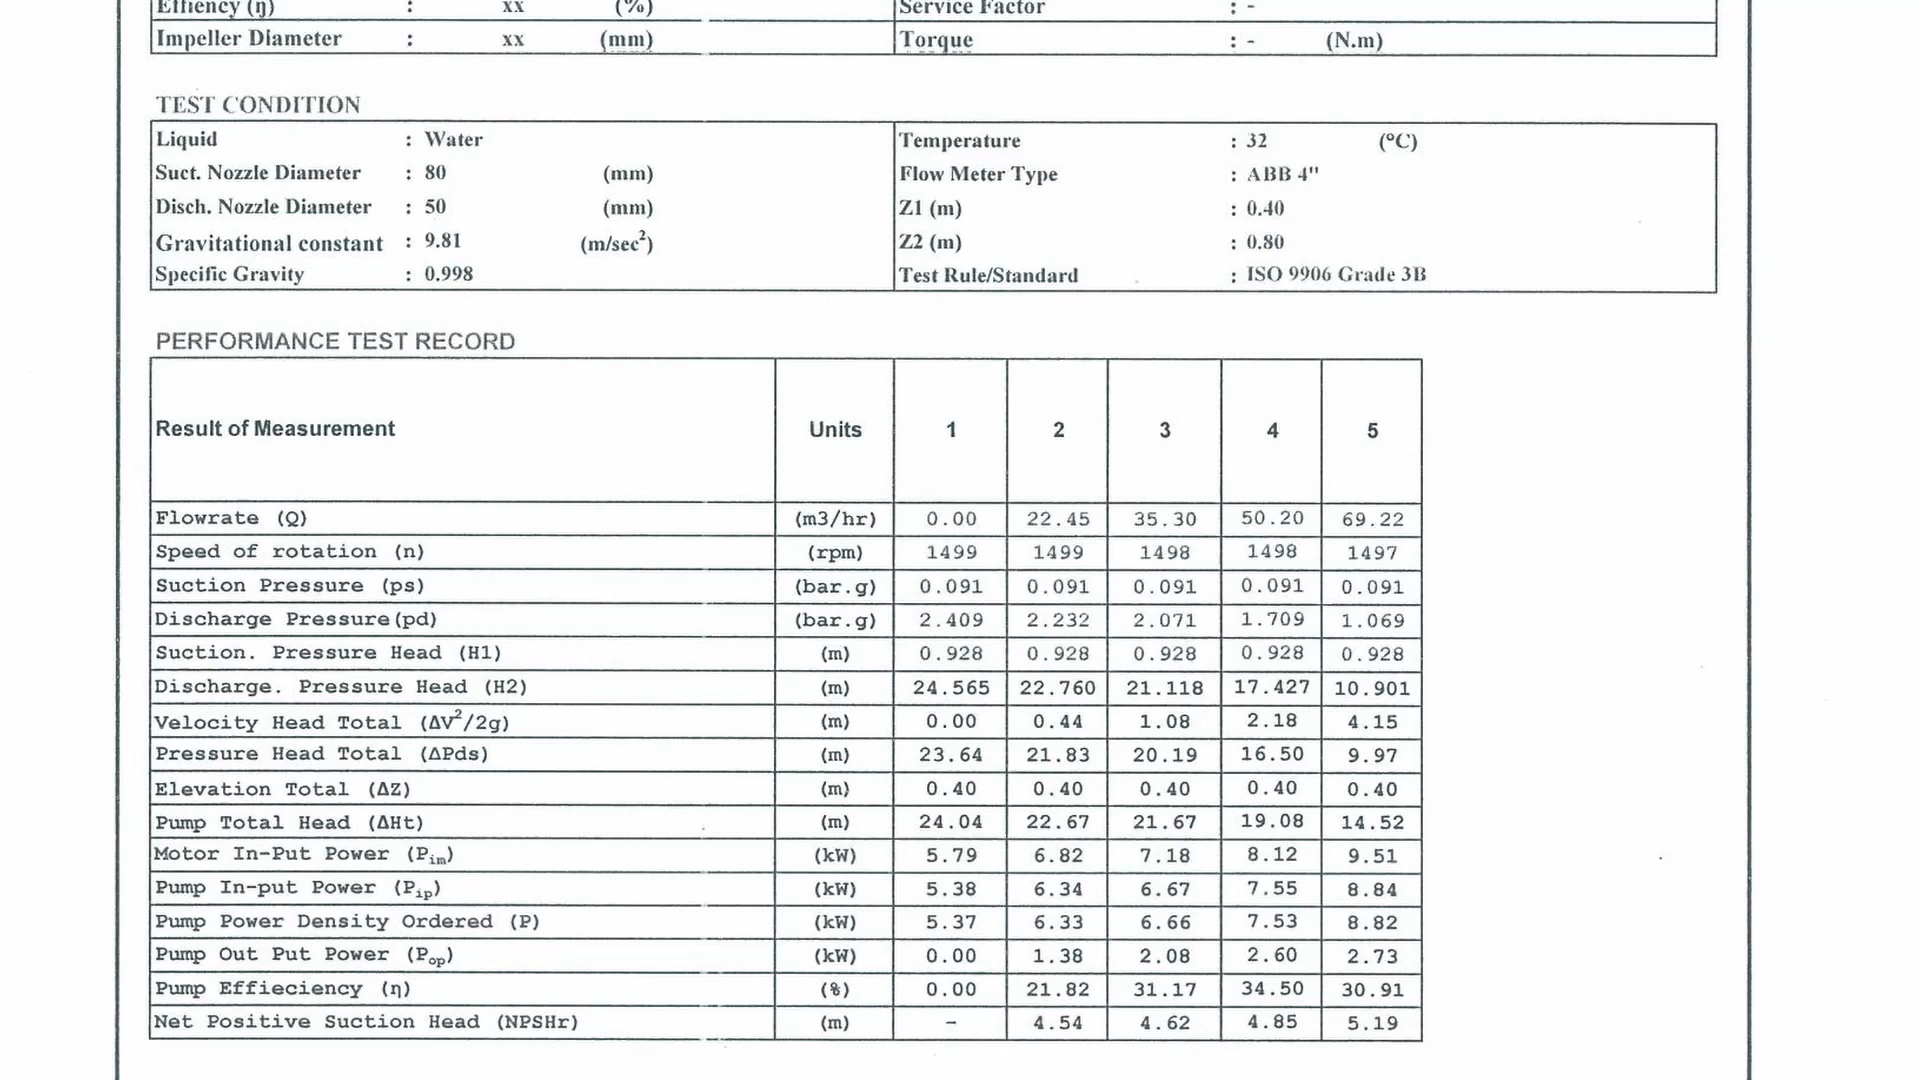 Effiency (η) : xx (%) Service Factor : -
Impeller Diameter : xx (mm) Torque : - (N.m)
TEST CONDITION
Liquid : Water Temperature : 32 (°C)
Suct. Nozzle Diameter : 80 (mm) Flow Meter Type : ABB 4"
Disch. Nozzle Diameter : 50 (mm) Z1 (m) : 0.40
Gravitational constant : 9.81 (m/sec²) Z2 (m) : 0.80
Specific Gravity : 0.998 Test Rule/Standard : ISO 9906 Grade 3B
PERFORMANCE TEST RECORD
Result of Measurement Units 1 2 3 4 5
Flowrate (Q) (m3/hr) 0.00 22.45 35.30 50.20 69.22
Speed of rotation (n) (rpm) 1499 1499 1498 1498 1497
Suction Pressure (ps) (bar.g) 0.091 0.091 0.091 0.091 0.091
Discharge Pressure(pd) (bar.g) 2.409 2.232 2.071 1.709 1.069
Suction. Pressure Head (H1) (m) 0.928 0.928 0.928 0.928 0.928
Discharge. Pressure Head (H2) (m) 24.565 22.760 21.118 17.427 10.901
Velocity Head Total (ΔV²/2g) (m) 0.00 0.44 1.08 2.18 4.15
Pressure Head Total (ΔPds) (m) 23.64 21.83 20.19 16.50 9.97
Elevation Total (ΔZ) (m) 0.40 0.40 0.40 0.40 0.40
Pump Total Head (ΔHt) (m) 24.04 22.67 21.67 19.08 14.52
Motor In-Put Power (Pim) (kW) 5.79 6.82 7.18 8.12 9.51
Pump In-put Power (Pip) (kW) 5.38 6.34 6.67 7.55 8.84
Pump Power Density Ordered (P) (kW) 5.37 6.33 6.66 7.53 8.82
Pump Out Put Power (Pop) (kW) 0.00 1.38 2.08 2.60 2.73
Pump Effieciency (η) (%) 0.00 21.82 31.17 34.50 30.91
Net Positive Suction Head (NPSHr) (m) - 4.54 4.62 4.85 5.19